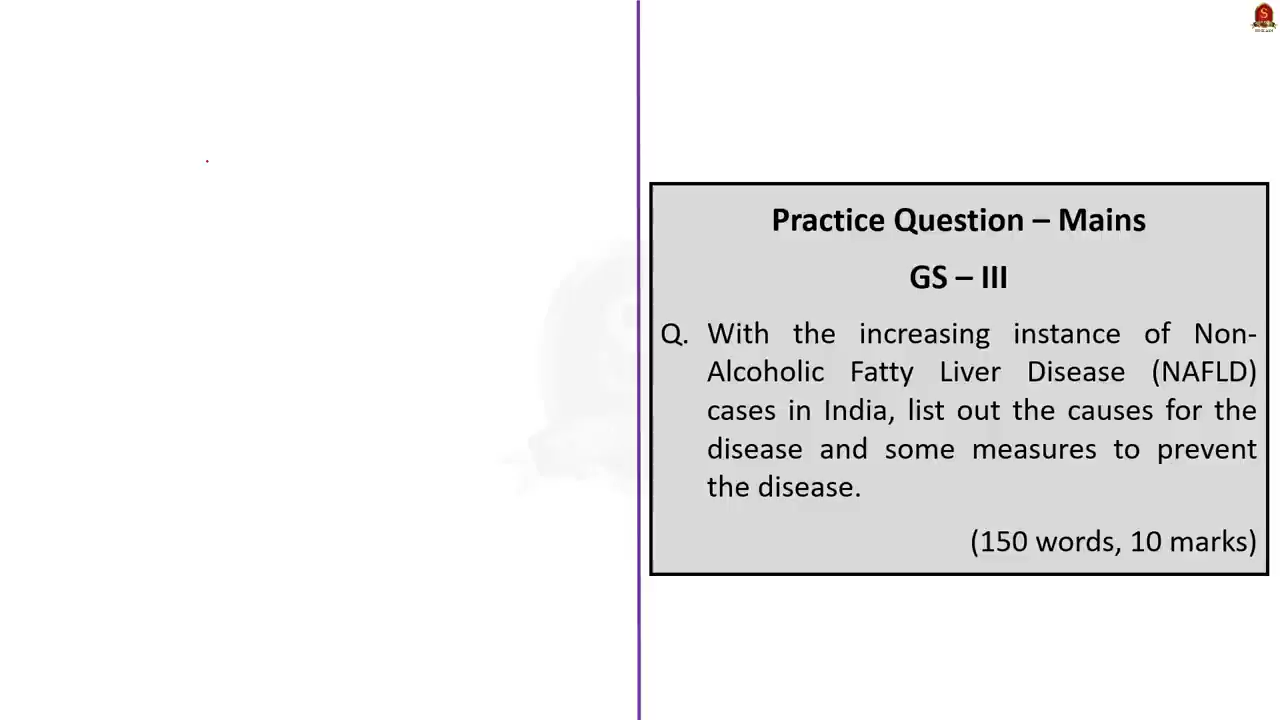 Practice Question – Mains
GS – III
Q. With the increasing instance of Non-
Alcoholic Fatty Liver Disease (NAFLD)
cases in India, list out the causes for the
disease and some measures to prevent
the disease.
(150 words, 10 marks)